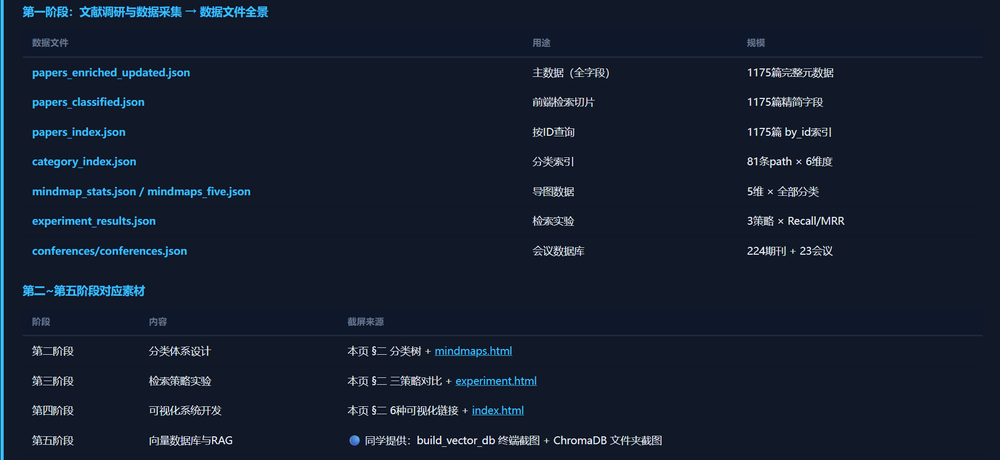 第一阶段：文献调研与数据采集 → 数据文件全景
数据文件 用途 规模
papers_enriched_updated.json 主数据（全字段） 1175篇完整元数据
papers_classified.json 前端检索切片 1175篇精简字段
papers_index.json 按ID查询 1175篇 by_id索引
category_index.json 分类索引 81条path × 6维度
mindmap_stats.json / mindmaps_five.json 导图数据 5维 × 全部分类
experiment_results.json 检索实验 3策略 × Recall/MRR
conferences/conferences.json 会议数据库 224期刊 + 23会议
第二~第五阶段对应素材
阶段 内容 截屏来源
第二阶段 分类体系设计 本页 §二 分类树 + mindmaps.html
第三阶段 检索策略实验 本页 §二 三策略对比 + experiment.html
第四阶段 可视化系统开发 本页 §二 6种可视化链接 + index.html
第五阶段 向量数据库与RAG 🔵 同学提供：build_vector_db 终端截图 + ChromaDB 文件夹截图